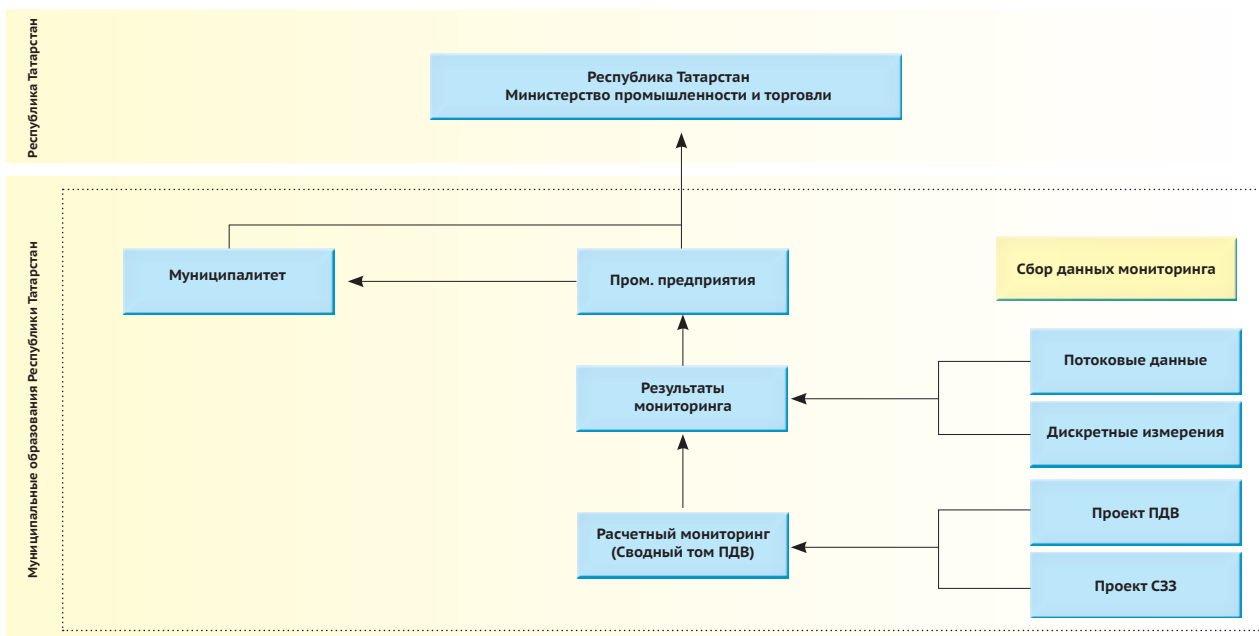 Республика Татарстан
Республика Татарстан
Министерство промышленности и торговли
Муниципальные образования Республики Татарстан
Муниципалитет
Пром. предприятия
Сбор данных мониторинга
Результаты
мониторинга
Потоковые данные
Дискретные измерения
Расчетный мониторинг
(Сводный том ПДВ)
Проект ПДВ
Проект СЗЗ